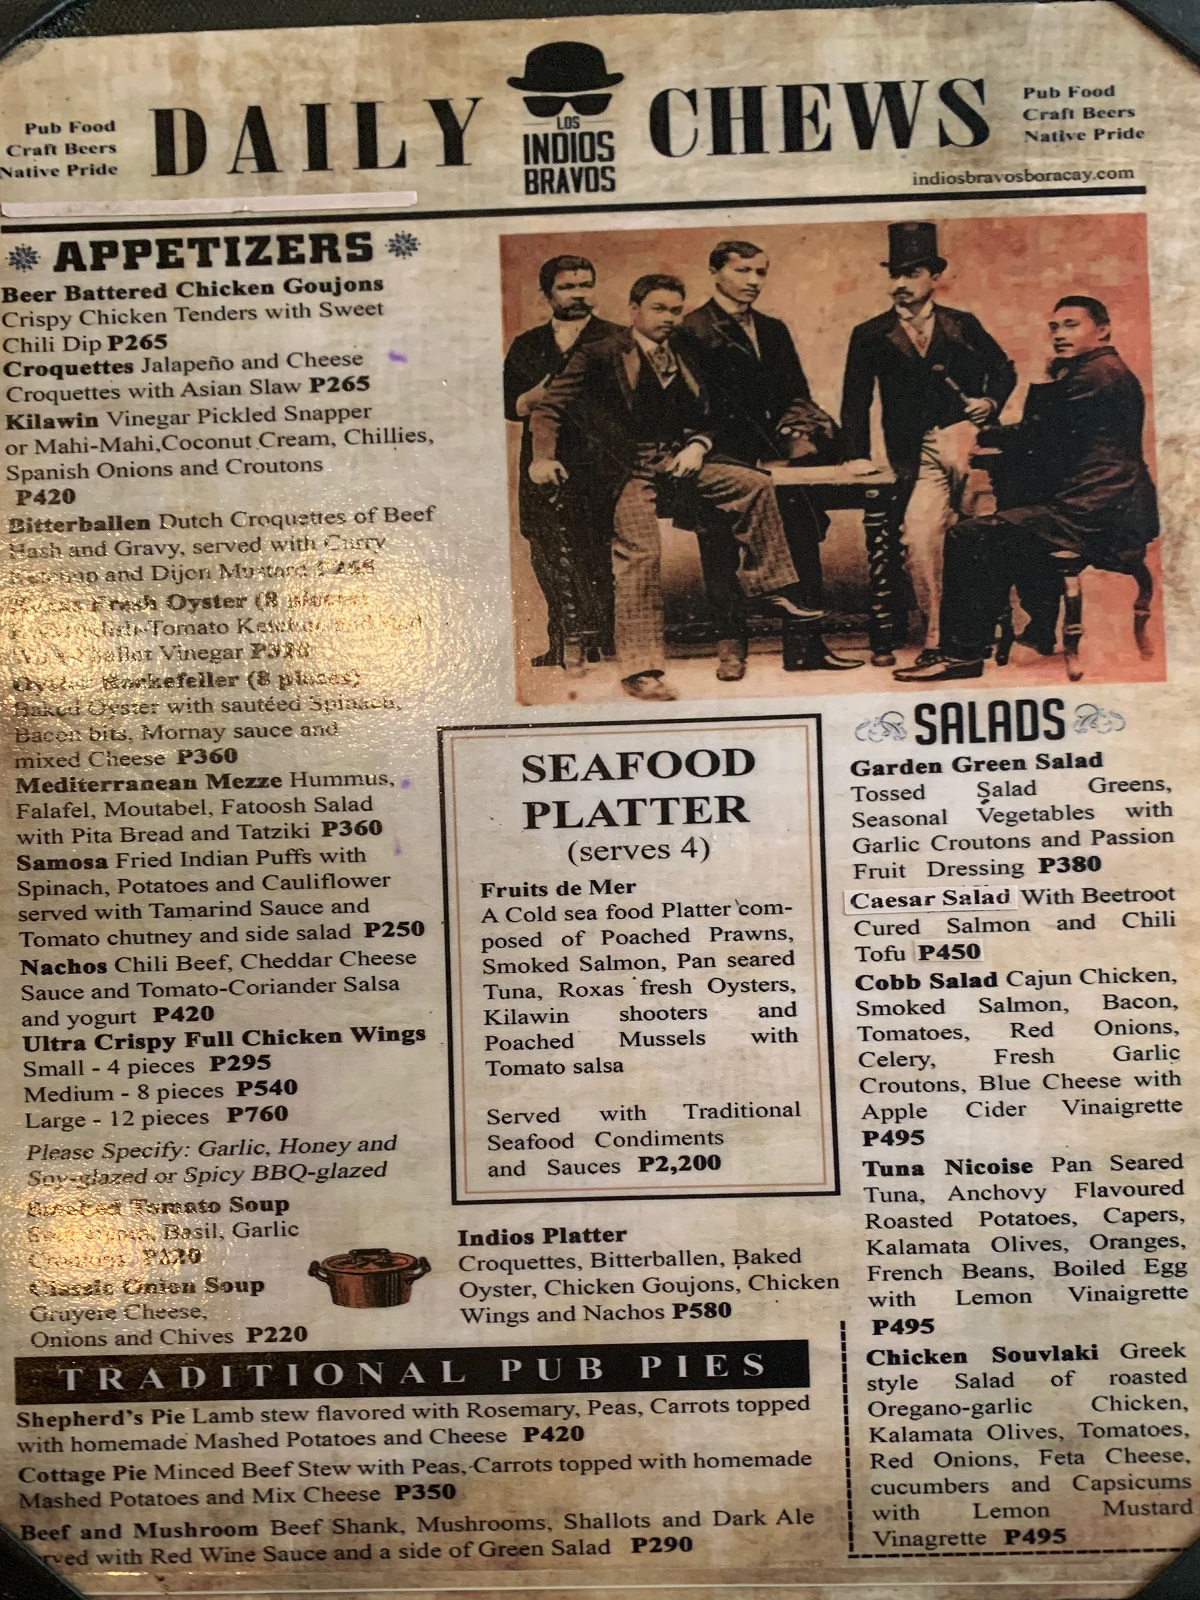 Pub Food
Craft Beers
Native Pride
DAILY
LOS
INDIOS
BRAVOS
CHEWS
Pub Food
Craft Beers
Native Pride
indiosbravosboracay.com
APPETIZERS
Beer Battered Chicken Goujons
Crispy Chicken Tenders with Sweet
Chili Dip P265
Croquettes Jalapeño and Cheese
Croquettes with Asian Slaw P265
Kilawin Vinegar Pickled Snapper
or Mahi-Mahi,Coconut Cream, Chillies,
Spanish Onions and Croutons
P420
Bitterballen Dutch Croquettes of Beef
Hash and Gravy, served with Curry
Ketchup and Dijon Mustard
Fresh Oyster (8 pieces)
Tomato
Vinegar
Oyster Rockefeller (8 pieces)
Baked Oyster with sautéed Spinach,
Bacon bits, Mornay sauce and
mixed Cheese P360
Mediterranean Mezze Hummus,
Falafel, Moutabel, Fatoosh Salad
with Pita Bread and Tatziki P360
Samosa Fried Indian Puffs with
Spinach, Potatoes and Cauliflower
served with Tamarind Sauce and
Tomato chutney and side salad P250
Nachos Chili Beef, Cheddar Cheese
Sauce and Tomato-Coriander Salsa
and yogurt P420
Ultra Crispy Full Chicken Wings
Small - 4 pieces P295
Medium - 8 pieces P540
Large - 12 pieces P760
Please Specify: Garlic, Honey and
Soy-glazed or Spicy BBQ-glazed
Tomato Soup
Basil, Garlic
Classic Onion Soup
Gruyere Cheese,
Onions and Chives P220
SEAFOOD
PLATTER
(serves 4)
Fruits de Mer
A Cold sea food Platter com-
posed of Poached Prawns,
Smoked Salmon, Pan seared
Tuna, Roxas fresh Oysters,
Kilawin shooters and
Poached Mussels with
Tomato salsa
Served with Traditional
Seafood Condiments
and Sauces P2,200
Indios Platter
Croquettes, Bitterballen, Baked
Oyster, Chicken Goujons, Chicken
Wings and Nachos P580
SALADS
Garden Green Salad
Tossed Salad Greens,
Seasonal Vegetables with
Garlic Croutons and Passion
Fruit Dressing P380
Caesar Salad With Beetroot
Cured Salmon and Chili
Tofu P450
Cobb Salad Cajun Chicken,
Smoked Salmon, Bacon,
Tomatoes, Red Onions,
Celery, Fresh Garlic
Croutons, Blue Cheese with
Apple Cider Vinaigrette
P495
Tuna Nicoise Pan Seared
Tuna, Anchovy Flavoured
Roasted Potatoes, Capers,
Kalamata Olives, Oranges,
French Beans, Boiled Egg
with Lemon Vinaigrette
P495
Chicken Souvlaki Greek
style Salad of roasted
Oregano-garlic Chicken,
Kalamata Olives, Tomatoes,
Red Onions, Feta Cheese,
cucumbers and Capsicums
with Lemon Mustard
Vinagrette P495
TRADITIONAL PUB PIES
Shepherd's Pie Lamb stew flavored with Rosemary, Peas, Carrots topped
with homemade Mashed Potatoes and Cheese P420
Cottage Pie Minced Beef Stew with Peas, Carrots topped with homemade
Mashed Potatoes and Mix Cheese P350
Beef and Mushroom Beef Shank, Mushrooms, Shallots and Dark Ale
rved with Red Wine Sauce and a side of Green Salad P290